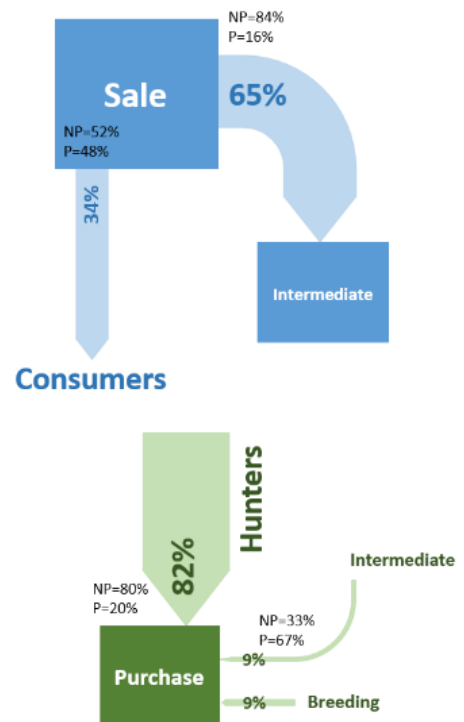 NP=84%
P=16%
Sale
65%
NP=52%
P=48%
34%
Intermediate
Consumers
Hunters
82%
Intermediate
NP=80%
P=20%
NP=33%
P=67%
Purchase
9%
9%
Breeding